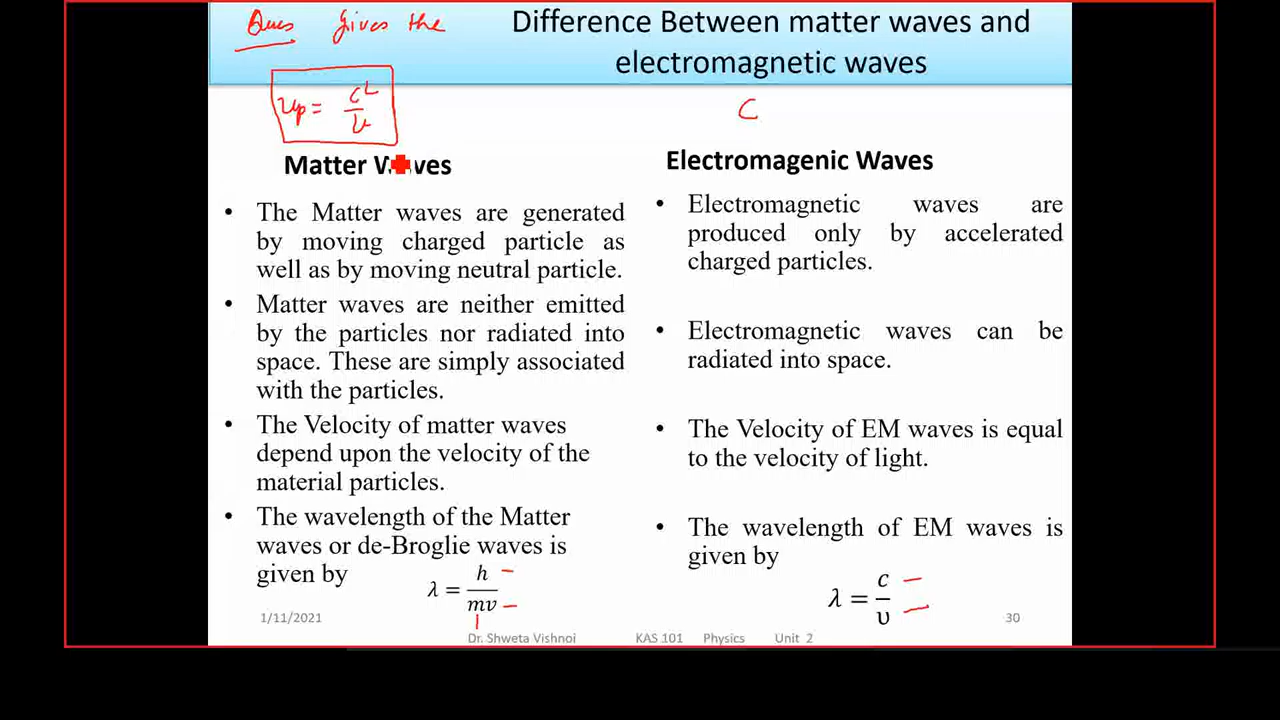 Ques Gives the
Difference Between matter waves and
electromagnetic waves
υp = c²/v
C
Matter Waves
• The Matter waves are generated
by moving charged particle as
well as by moving neutral particle.
• Matter waves are neither emitted
by the particles nor radiated into
space. These are simply associated
with the particles.
• The Velocity of matter waves
depend upon the velocity of the
material particles.
• The wavelength of the Matter
waves or de-Broglie waves is
given by
λ = h/mv
Electromagenic Waves
• Electromagnetic waves are
produced only by accelerated
charged particles.
• Electromagnetic waves can be
radiated into space.
• The Velocity of EM waves is equal
to the velocity of light.
• The wavelength of EM waves is
given by
λ = c/υ
1/11/2021
Dr. Shweta Vishnoi KAS 101 Physics Unit 2
30